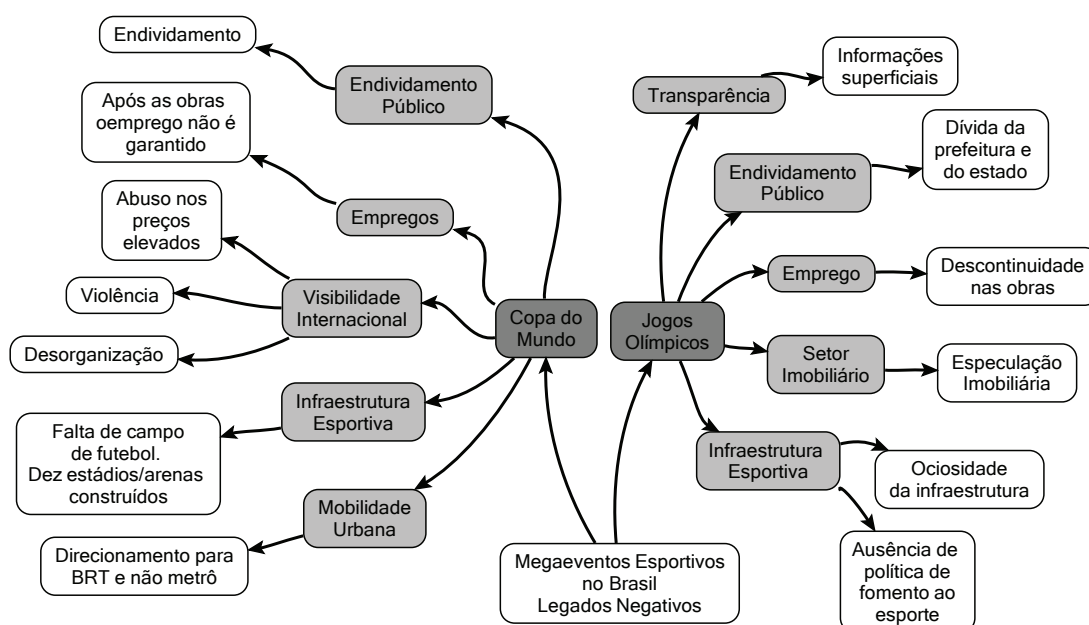 Endividamento
Endividamento
Público
Após as obras
oemprego não é
garantido
Empregos
Abuso nos
preços
elevados
Violência
Desorganização
Visibilidade
Internacional
Copa do
Mundo
Infraestrutura
Esportiva
Falta de campo
de futebol.
Dez estádios/arenas
construídos
Mobilidade
Urbana
Direcionamento para
BRT e não metrô
Megaeventos Esportivos
no Brasil
Legados Negativos
Jogos
Olímpicos
Transparência
Informações
superficiais
Endividamento
Público
Dívida da
prefeitura e
do estado
Emprego
Descontinuidade
nas obras
Setor
Imobiliário
Especulação
Imobiliária
Infraestrutura
Esportiva
Ociosidade
da infraestrutura
Ausência de
política de
fomento ao
esporte